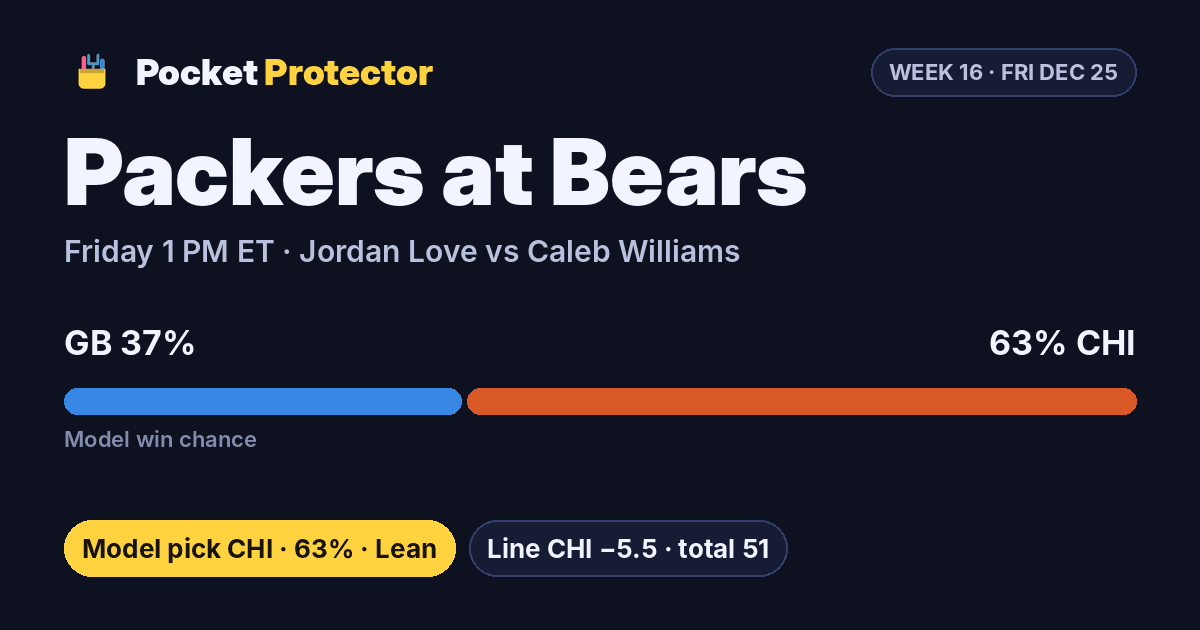 Pocket Protector
WEEK 16 · FRI DEC 25
Packers at Bears
Friday 1 PM ET · Jordan Love vs Caleb Williams
GB 37%
63% CHI
Model win chance
Model pick CHI · 63% · Lean
Line CHI −5.5 · total 51